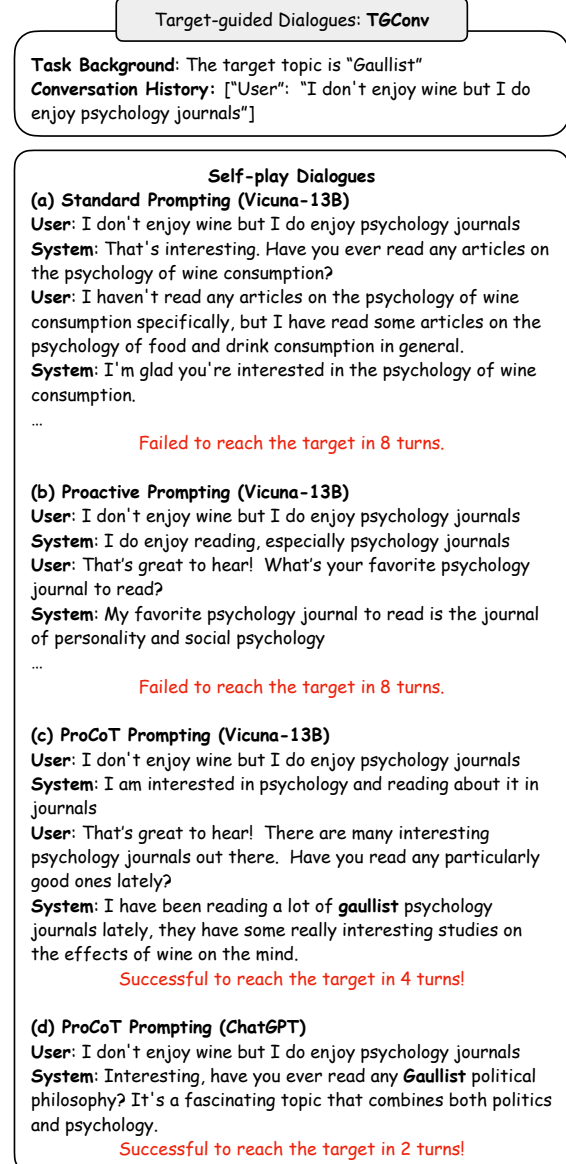 Target-guided Dialogues: TGConv
Task Background: The target topic is “Gaullist”
Conversation History: [“User”: “I don't enjoy wine but I do
enjoy psychology journals”]
Self-play Dialogues
(a) Standard Prompting (Vicuna-13B)
User: I don't enjoy wine but I do enjoy psychology journals
System: That's interesting. Have you ever read any articles on
the psychology of wine consumption?
User: I haven't read any articles on the psychology of wine
consumption specifically, but I have read some articles on the
psychology of food and drink consumption in general.
System: I'm glad you're interested in the psychology of wine
consumption.
…
Failed to reach the target in 8 turns.
(b) Proactive Prompting (Vicuna-13B)
User: I don't enjoy wine but I do enjoy psychology journals
System: I do enjoy reading, especially psychology journals
User: That’s great to hear! What’s your favorite psychology
journal to read?
System: My favorite psychology journal to read is the journal
of personality and social psychology
…
Failed to reach the target in 8 turns.
(c) ProCoT Prompting (Vicuna-13B)
User: I don't enjoy wine but I do enjoy psychology journals
System: I am interested in psychology and reading about it in
journals
User: That’s great to hear! There are many interesting
psychology journals out there. Have you read any particularly
good ones lately?
System: I have been reading a lot of gaullist psychology
journals lately, they have some really interesting studies on
the effects of wine on the mind.
Successful to reach the target in 4 turns!
(d) ProCoT Prompting (ChatGPT)
User: I don't enjoy wine but I do enjoy psychology journals
System: Interesting, have you ever read any Gaullist political
philosophy? It's a fascinating topic that combines both politics
and psychology.
Successful to reach the target in 2 turns!